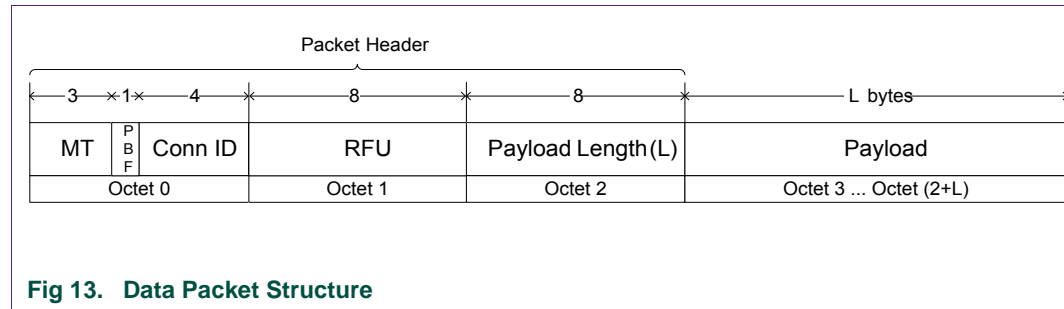 Packet Header
3 1 4 8 8 L bytes
MT PBF Conn ID RFU Payload Length(L) Payload
Octet 0 Octet 1 Octet 2 Octet 3 ... Octet (2+L)
Fig 13. Data Packet Structure